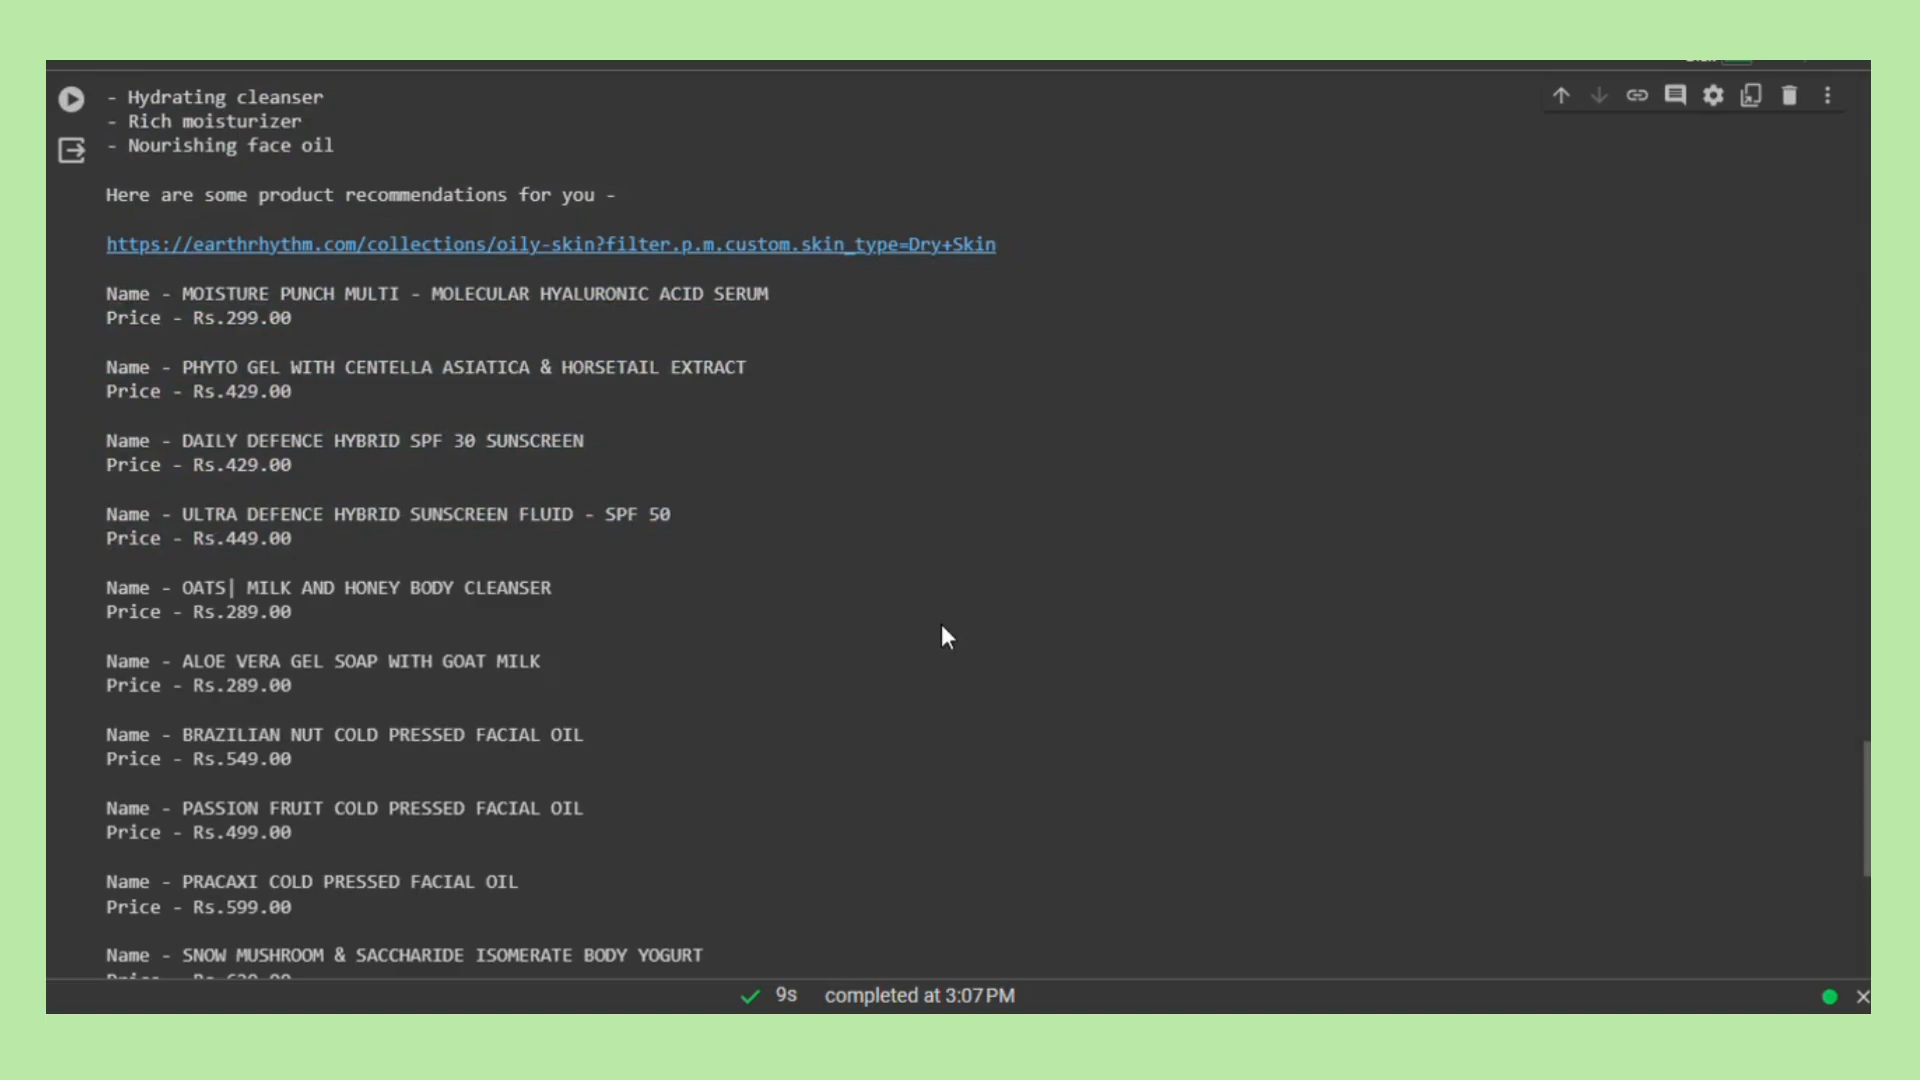 - Hydrating cleanser
- Rich moisturizer
- Nourishing face oil
Here are some product recommendations for you -
https://earthrhythm.com/collections/oily-skin?filter.p.m.custom.skin_type=Dry+Skin
Name - MOISTURE PUNCH MULTI - MOLECULAR HYALURONIC ACID SERUM
Price - Rs.299.00
Name - PHYTO GEL WITH CENTELLA ASIATICA & HORSETAIL EXTRACT
Price - Rs.429.00
Name - DAILY DEFENCE HYBRID SPF 30 SUNSCREEN
Price - Rs.429.00
Name - ULTRA DEFENCE HYBRID SUNSCREEN FLUID - SPF 50
Price - Rs.449.00
Name - OATS| MILK AND HONEY BODY CLEANSER
Price - Rs.289.00
Name - ALOE VERA GEL SOAP WITH GOAT MILK
Price - Rs.289.00
Name - BRAZILIAN NUT COLD PRESSED FACIAL OIL
Price - Rs.549.00
Name - PASSION FRUIT COLD PRESSED FACIAL OIL
Price - Rs.499.00
Name - PRACAXI COLD PRESSED FACIAL OIL
Price - Rs.599.00
Name - SNOW MUSHROOM & SACCHARIDE ISOMERATE BODY YOGURT
9s completed at 3:07 PM